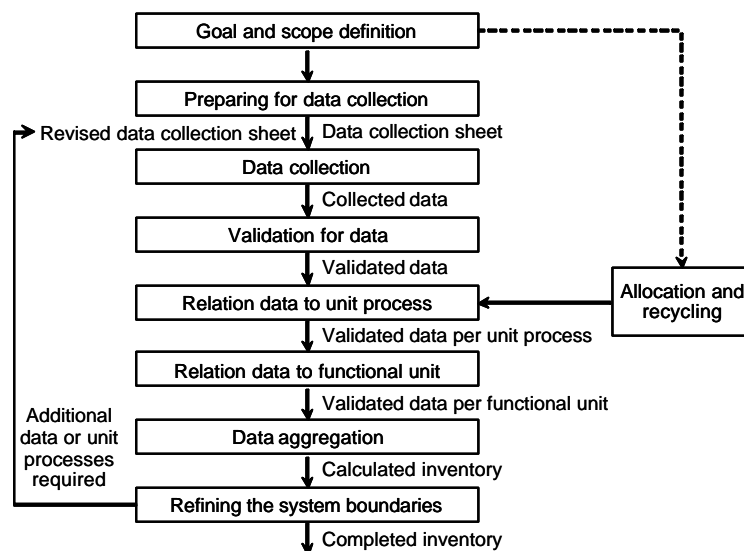 Goal and scope definition
Preparing for data collection
Revised data collection sheet
Data collection sheet
Data collection
Collected data
Validation for data
Validated data
Relation data to unit process
Allocation and
recycling
Validated data per unit process
Relation data to functional unit
Validated data per functional unit
Additional
data or unit
processes
required
Data aggregation
Calculated inventory
Refining the system boundaries
Completed inventory